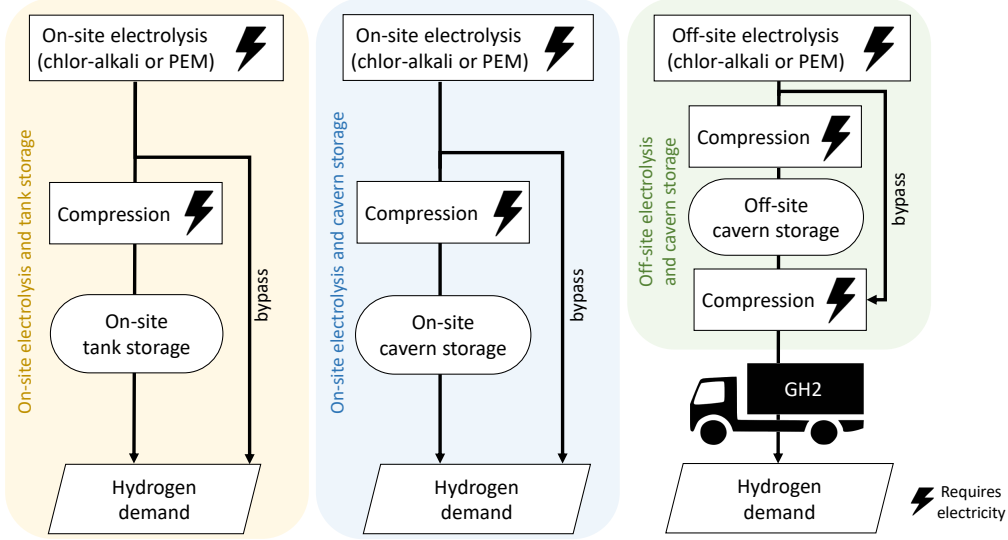 On-site electrolysis
(chlor-alkali or PEM)
On-site electrolysis and tank storage
Compression
bypass
On-site
tank storage
Hydrogen
demand
On-site electrolysis
(chlor-alkali or PEM)
On-site electrolysis and cavern storage
Compression
bypass
On-site
cavern storage
Hydrogen
demand
Off-site electrolysis
(chlor-alkali or PEM)
Off-site electrolysis
and cavern storage
Compression
Off-site
cavern storage
bypass
Compression
GH2
Hydrogen
demand
Requires
electricity